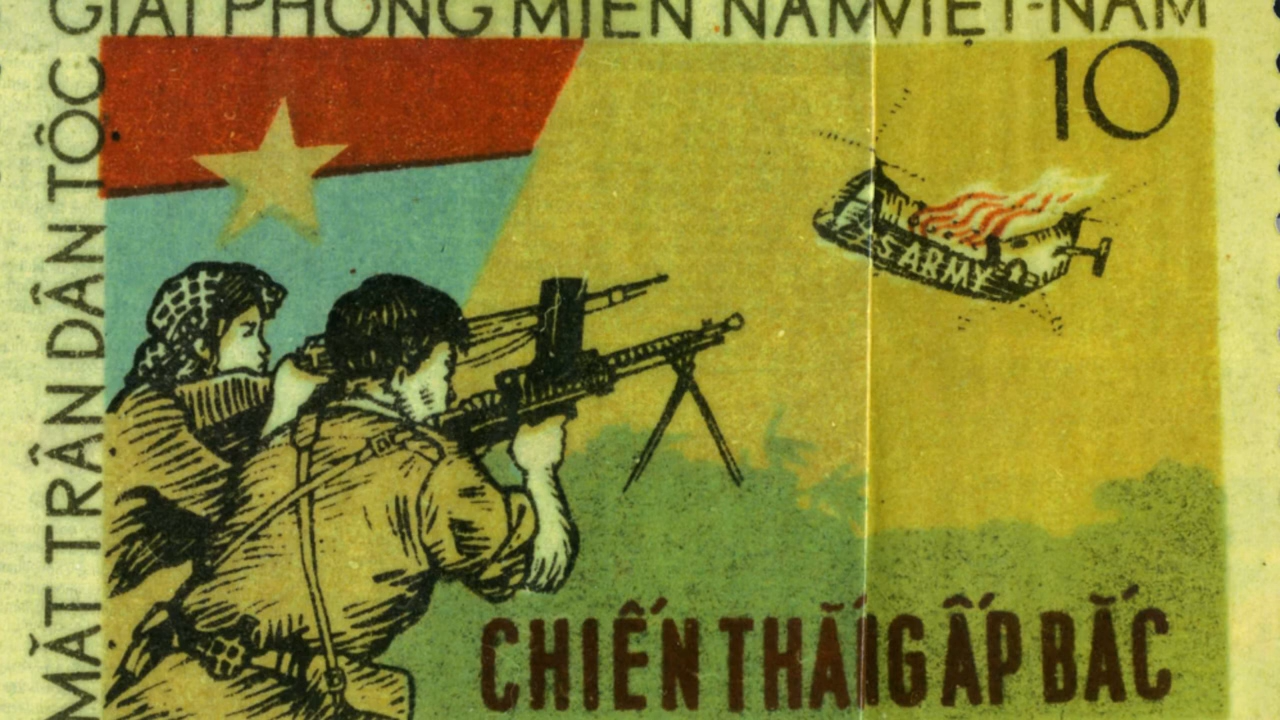 MẶT TRẬN DÂN TỘC
GIẢI PHÓNG MIỀN NAM VIỆT-NAM
10
U.S ARMY
CHIẾN THẮNG ẤP BẮC